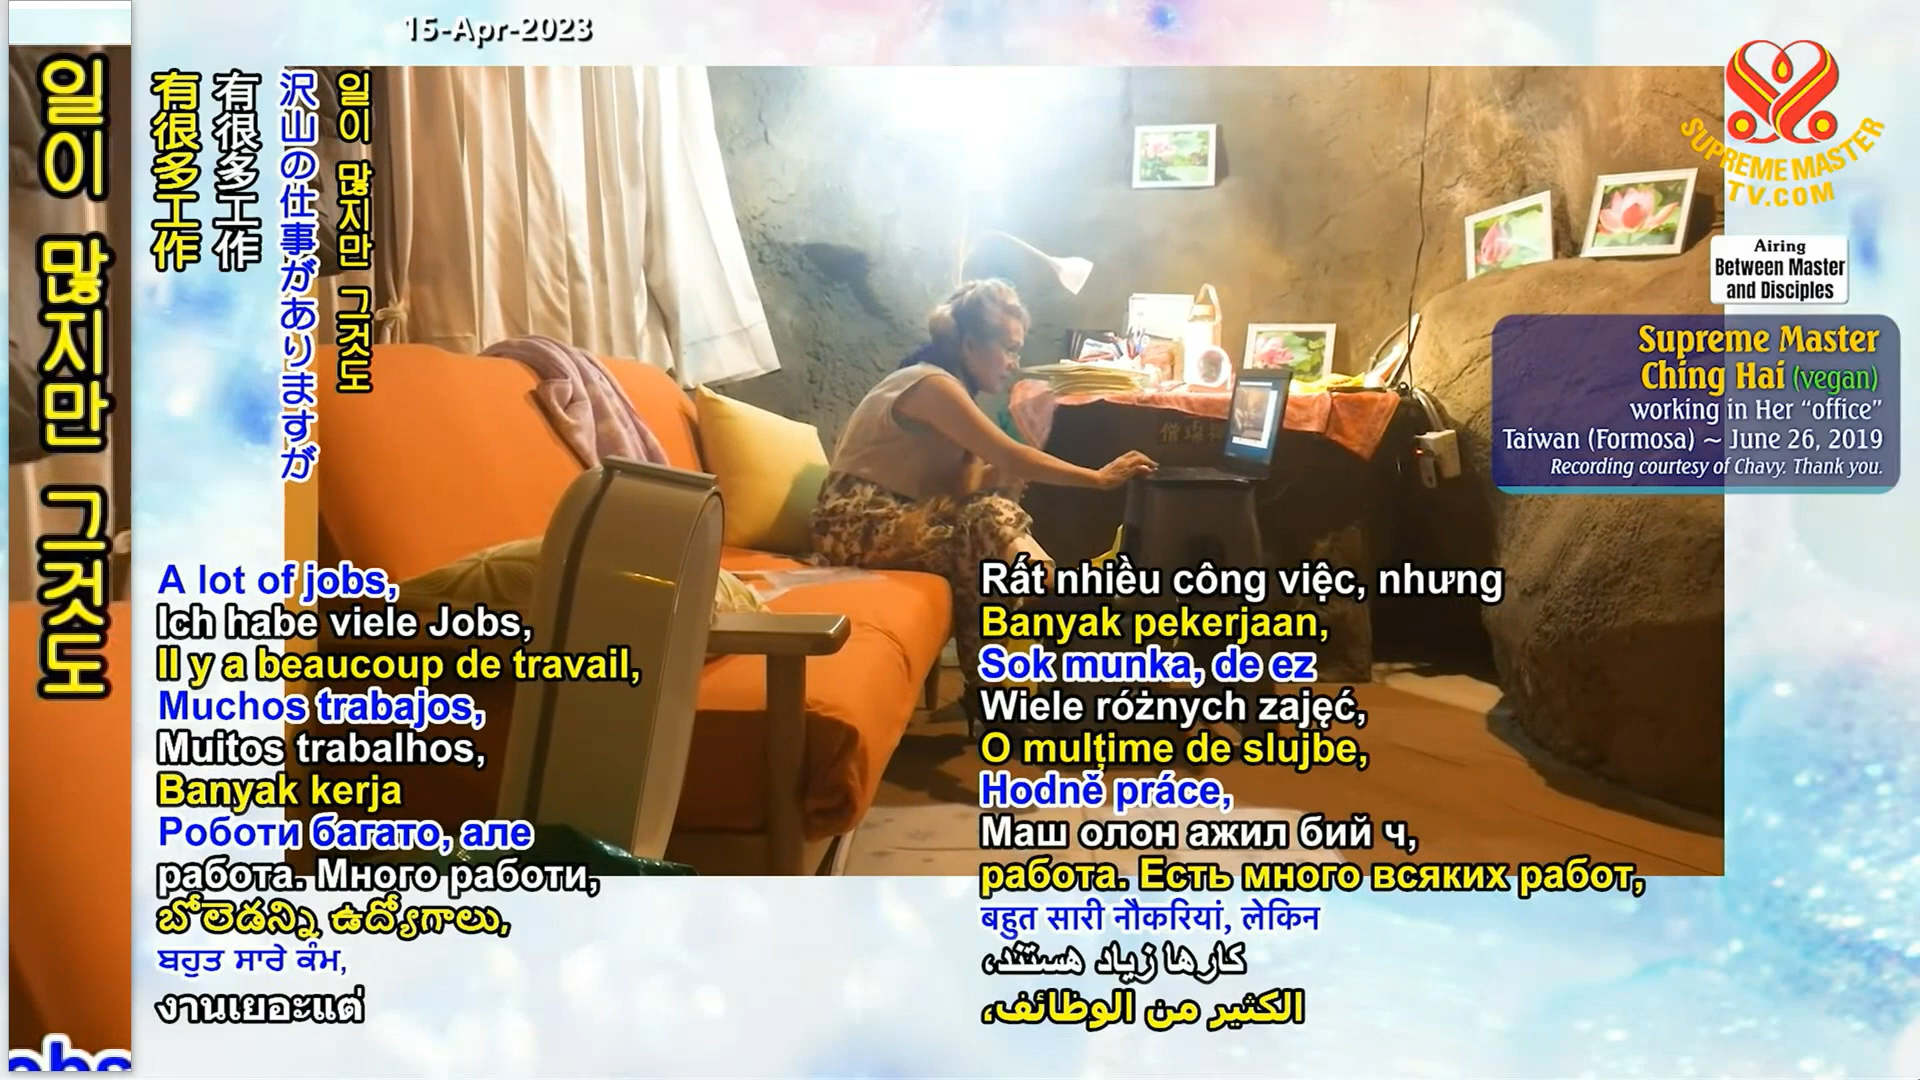 15-Apr-2023
일이 많지만 그것도
有很多工作
有很多工作
沢山の仕事がありますが
일이 많지만 그것도
SUPREME MASTER
TV.COM
Airing
Between Master
and Disciples
Supreme Master
Ching Hai (vegan)
working in Her “office”
Taiwan (Formosa) ~ June 26, 2019
Recording courtesy of Chavy. Thank you.
A lot of jobs,
Ich habe viele Jobs,
Il y a beaucoup de travail,
Muchos trabajos,
Muitos trabalhos,
Banyak kerja
Роботи багато, але
работа. Много работи,
బోలెడన్ని ఉద్యోగాలు,
ਬਹੁਤ ਸਾਰੇ ਕੰਮ,
งานเยอะแต่
Rất nhiều công việc, nhưng
Banyak pekerjaan,
Sok munka, de ez
Wiele różnych zajęć,
O mulțime de slujbe,
Hodně práce,
Маш олон ажил бий ч,
работа. Есть много всяких работ,
बहुत सारी नौकरियां, लेकिन
کارها زیاد هستند،
الكثير من الوظائف،
obs